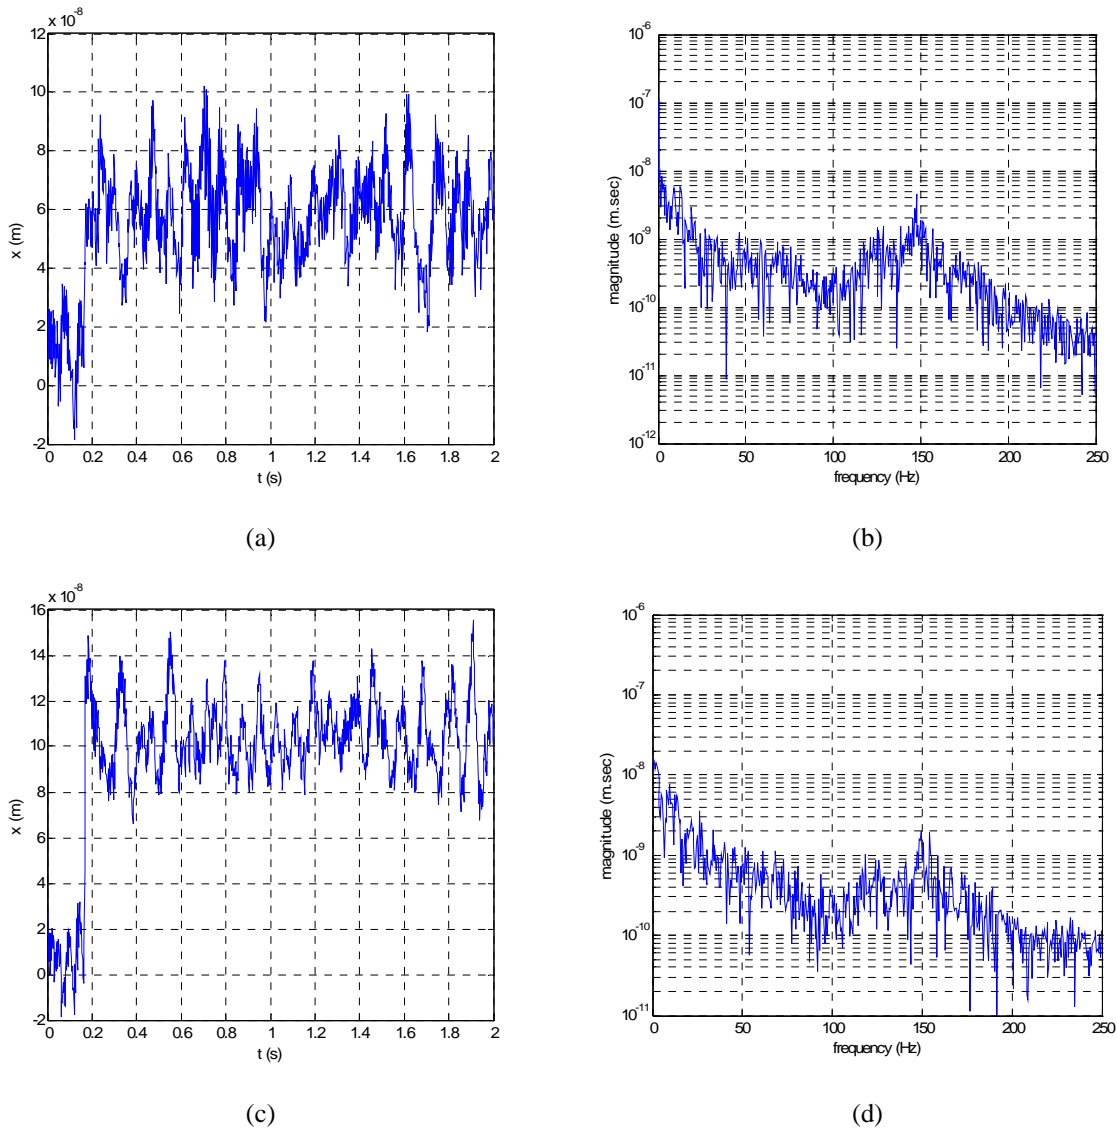 x 10-8
12
10
8
6
4
2
0
-2
x (m)
0 0.2 0.4 0.6 0.8 1 1.2 1.4 1.6 1.8 2
t (s)
(a)
10-6
10-7
10-8
10-9
10-10
10-11
10-12
magnitude (m.sec)
0 50 100 150 200 250
frequency (Hz)
(b)
x 10-8
16
14
12
10
8
6
4
2
0
-2
x (m)
0 0.2 0.4 0.6 0.8 1 1.2 1.4 1.6 1.8 2
t (s)
(c)
10-6
10-7
10-8
10-9
10-10
10-11
magnitude (m.sec)
0 50 100 150 200 250
frequency (Hz)
(d)